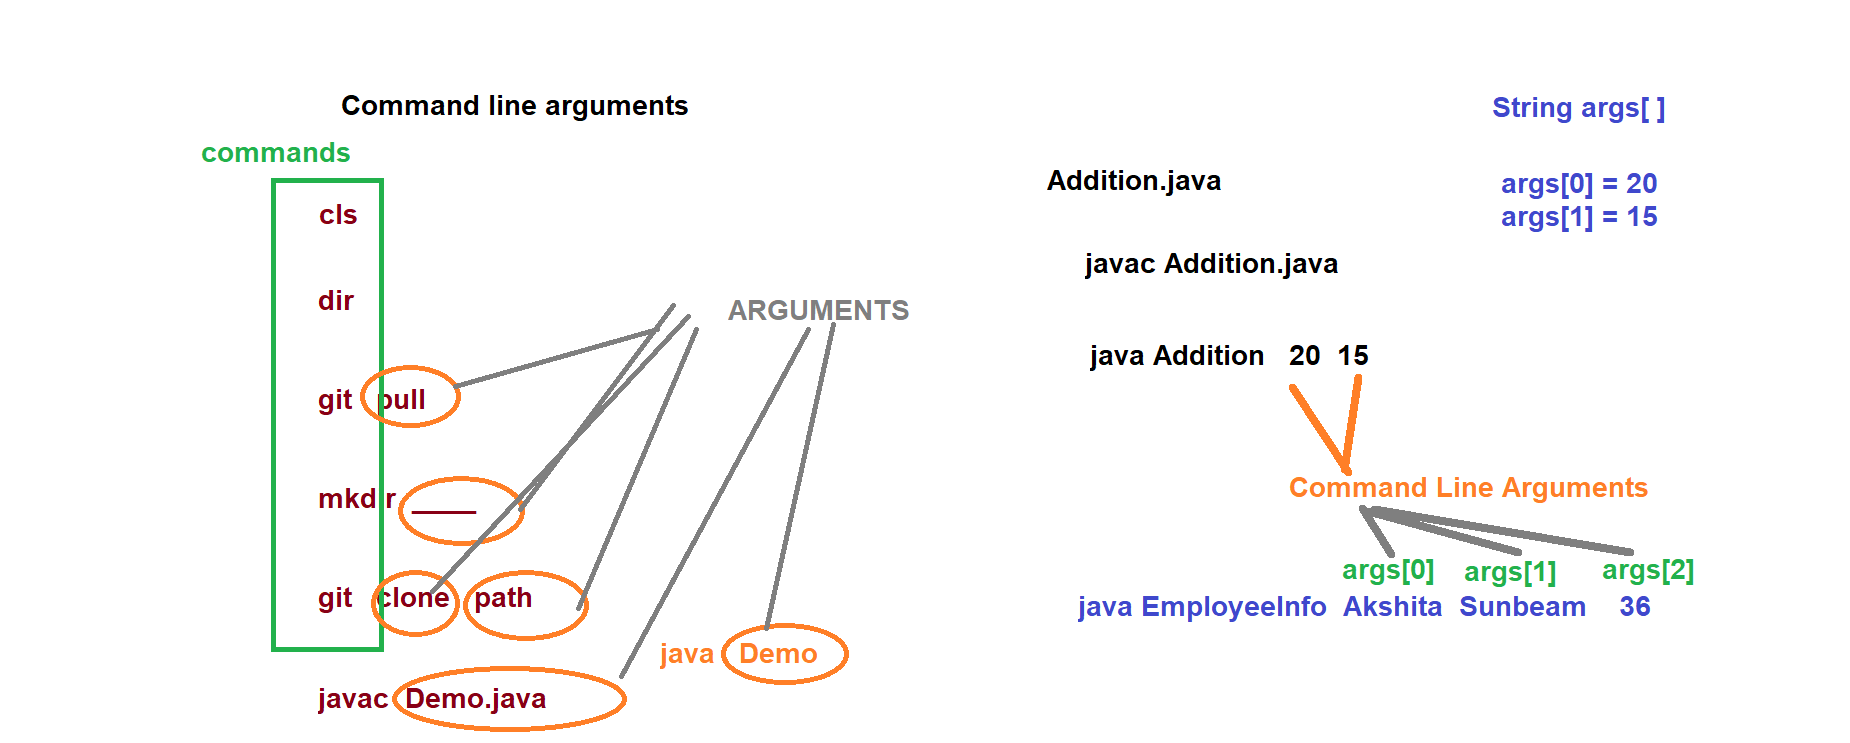 Command line arguments
commands
cls
dir
ARGUMENTS
git pull
mkdir ____
git clone path
java Demo
javac Demo.java
String args[ ]
Addition.java
args[0] = 20
args[1] = 15
javac Addition.java
java Addition 20 15
Command Line Arguments
args[0] args[1] args[2]
java EmployeeInfo Akshita Sunbeam 36